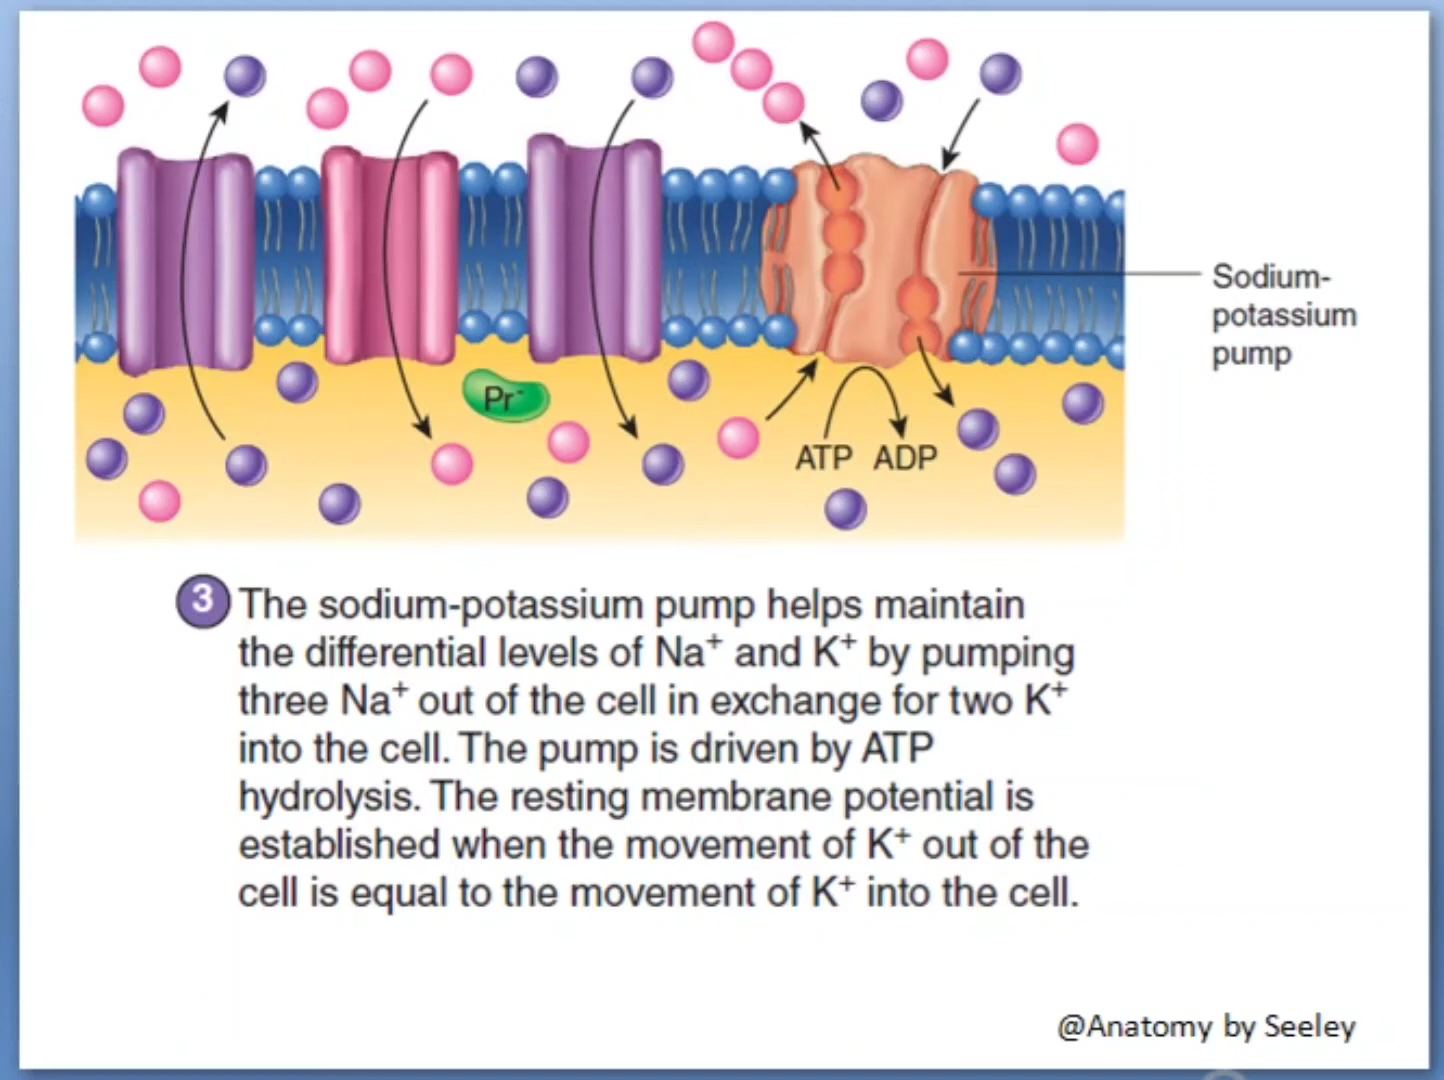 Pr⁻
Sodium-
potassium
pump
ATP ADP
3 The sodium-potassium pump helps maintain
the differential levels of Na⁺ and K⁺ by pumping
three Na⁺ out of the cell in exchange for two K⁺
into the cell. The pump is driven by ATP
hydrolysis. The resting membrane potential is
established when the movement of K⁺ out of the
cell is equal to the movement of K⁺ into the cell.
@Anatomy by Seeley